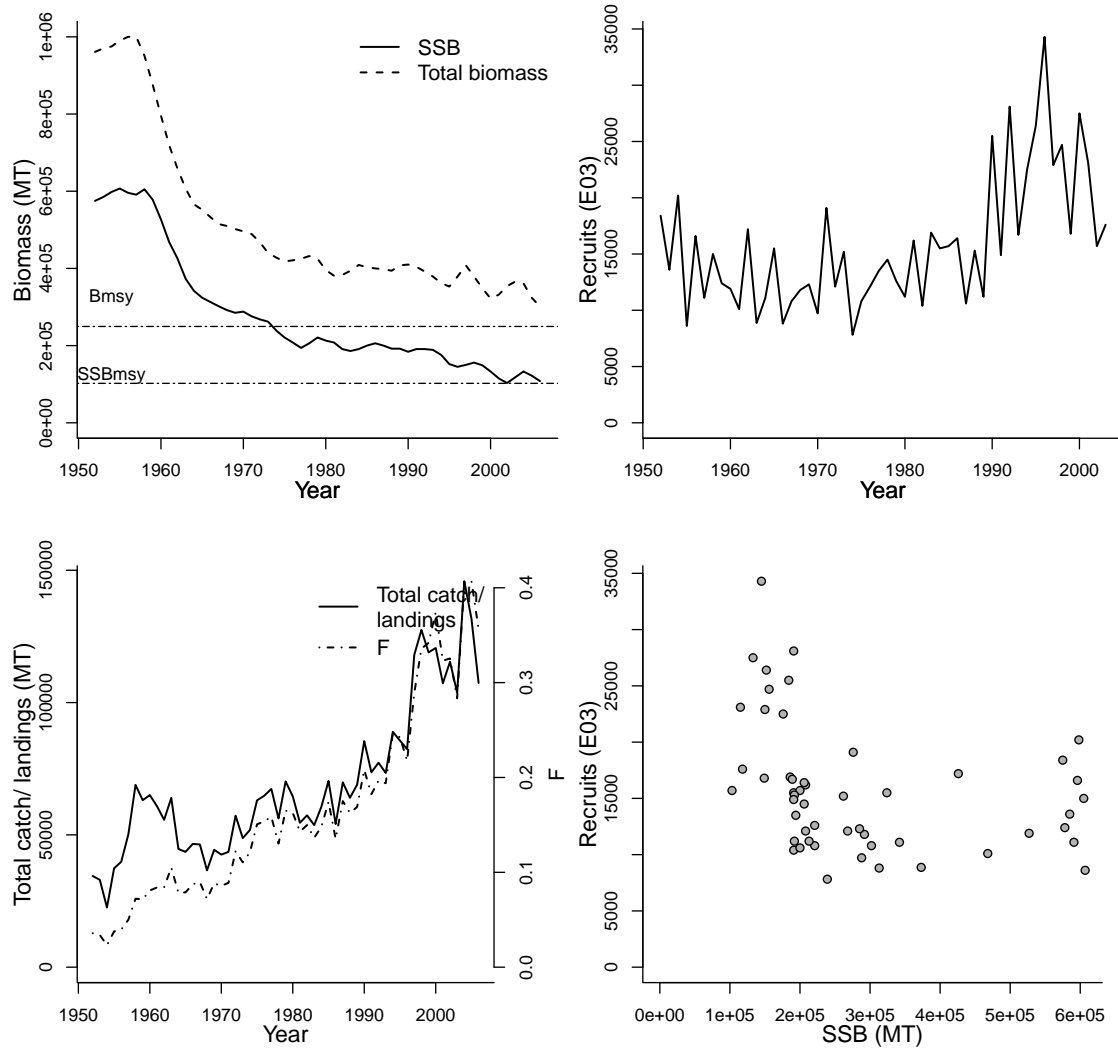 1e+06
8e+05
6e+05
4e+05
2e+05
0e+00
Biomass (MT)
SSB
Total biomass
Bmsy
SSBmsy
1950 1960 1970 1980 1990 2000
Year
35000
25000
15000
5000
0
Recruits (E03)
1950 1960 1970 1980 1990 2000
Year
150000
100000
50000
0
Total catch/ landings (MT)
Total catch/
landings
F
0.4
0.3
0.2
0.1
0.0
F
1950 1960 1970 1980 1990 2000
Year
35000
25000
15000
5000
0
Recruits (E03)
0e+00 1e+05 2e+05 3e+05 4e+05 5e+05 6e+05
SSB (MT)